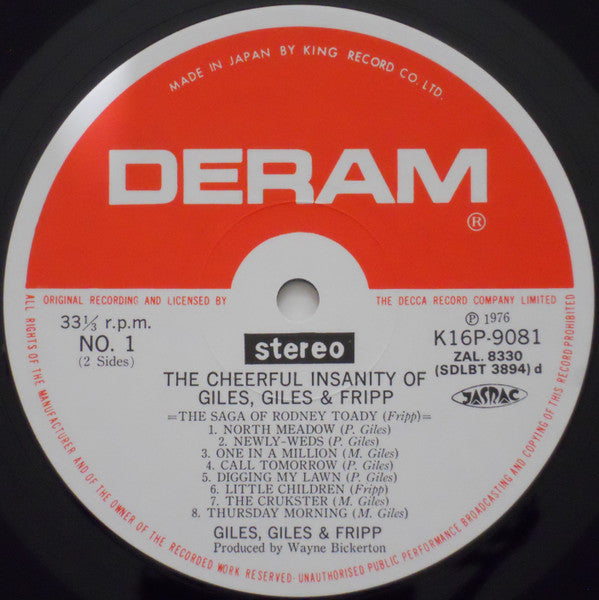 MADE IN JAPAN BY KING RECORD CO. LTD.
DERAM
®
ORIGINAL RECORDING AND LICENSED BY THE DECCA RECORD COMPANY LIMITED
33⅓ r.p.m.
NO. 1
(2 Sides)
stereo
Ⓟ 1976
K16P-9081
ZAL. 8330
(SDLBT 3894) d
JASRAC
THE CHEERFUL INSANITY OF
GILES, GILES & FRIPP
=THE SAGA OF RODNEY TOADY (Fripp)=
1. NORTH MEADOW (P. Giles)
2. NEWLY-WEDS (P. Giles)
3. ONE IN A MILLION (M. Giles)
4. CALL TOMORROW (P. Giles)
5. DIGGING MY LAWN (P. Giles)
6. LITTLE CHILDREN (Fripp)
7. THE CRUKSTER (M. Giles)
8. THURSDAY MORNING (M. Giles)
GILES, GILES & FRIPP
Produced by Wayne Bickerton
ALL RIGHTS OF THE MANUFACTURER AND OF THE OWNER OF THE RECORDED WORK RESERVED·UNAUTHORISED PUBLIC PERFORMANCE BROADCASTING AND COPYING OF THIS RECORD PROHIBITED